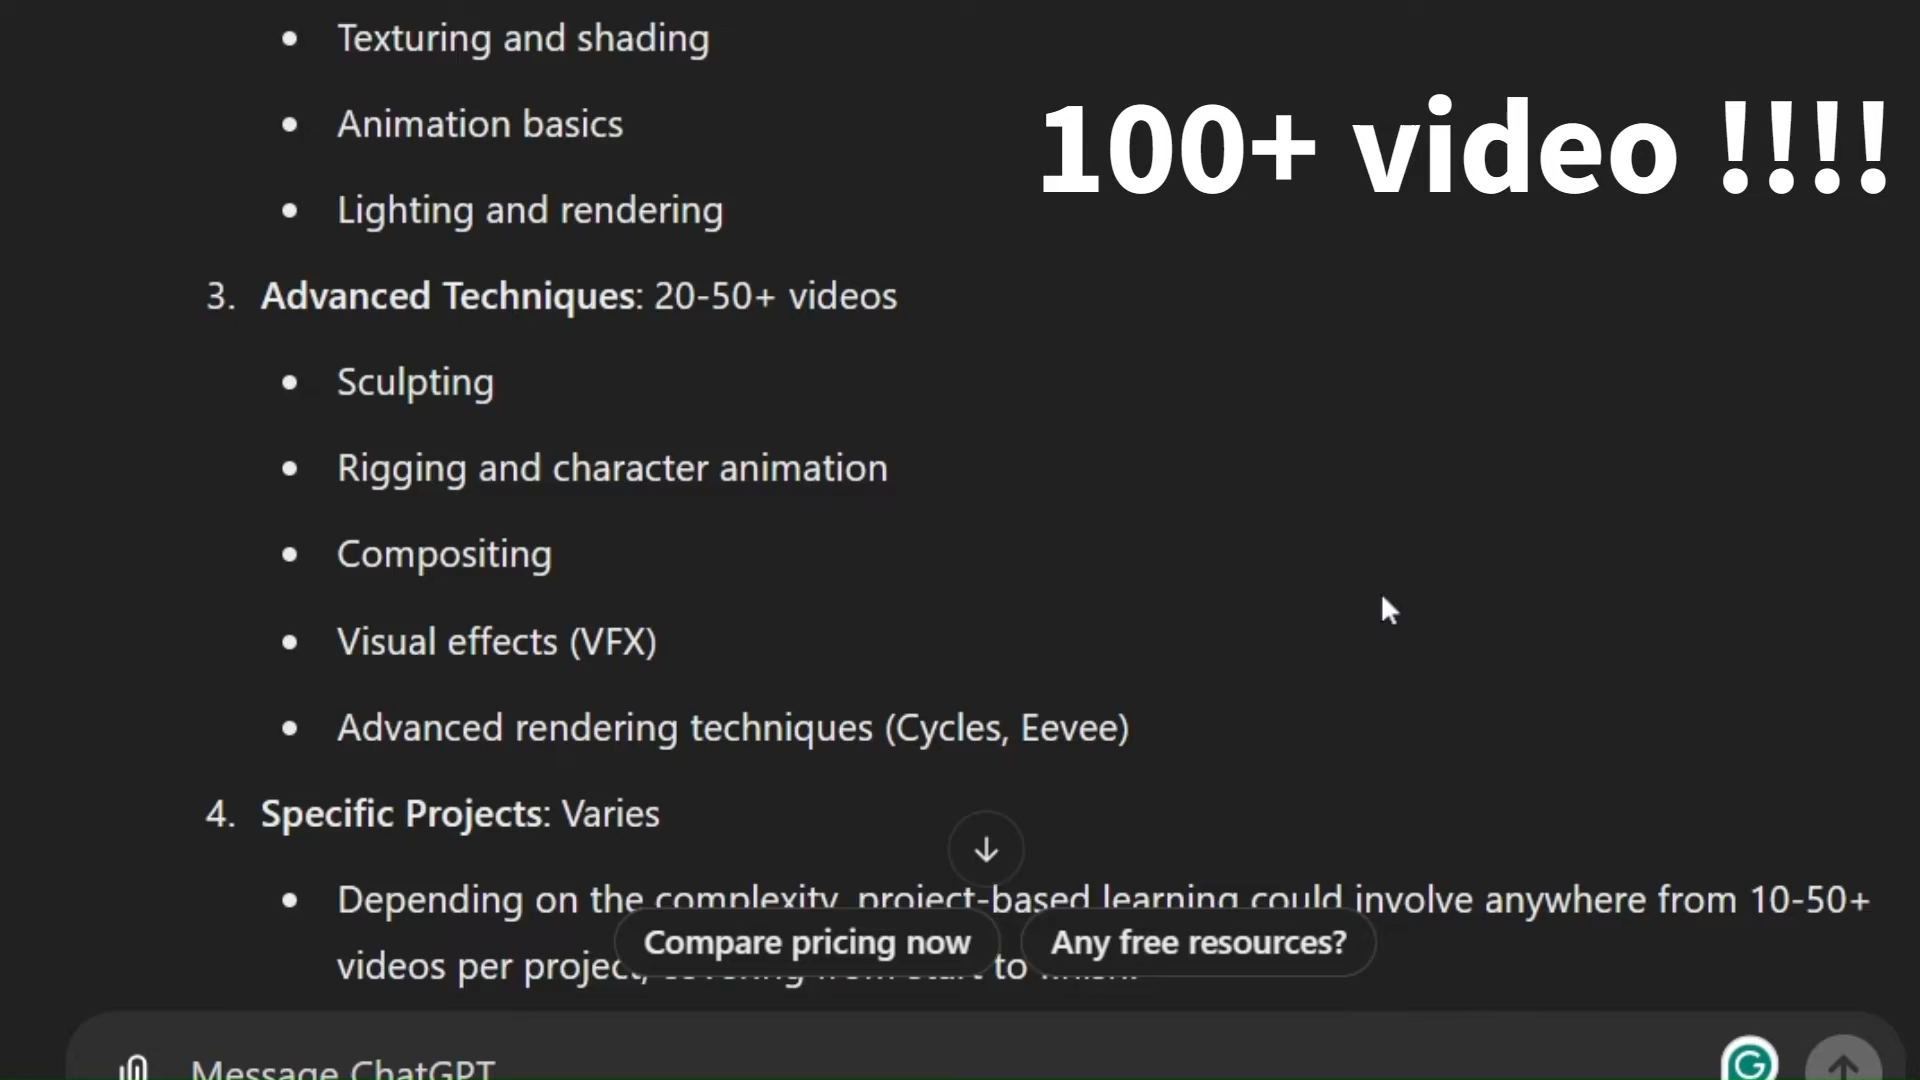 • Texturing and shading
• Animation basics
100+ video !!!!
• Lighting and rendering
3. Advanced Techniques: 20-50+ videos
• Sculpting
• Rigging and character animation
• Compositing
• Visual effects (VFX)
• Advanced rendering techniques (Cycles, Eevee)
4. Specific Projects: Varies
• Depending on the complexity, project-based learning could involve anywhere from 10-50+
videos per project, to
Compare pricing now
Any free resources?
Message ChatGPT